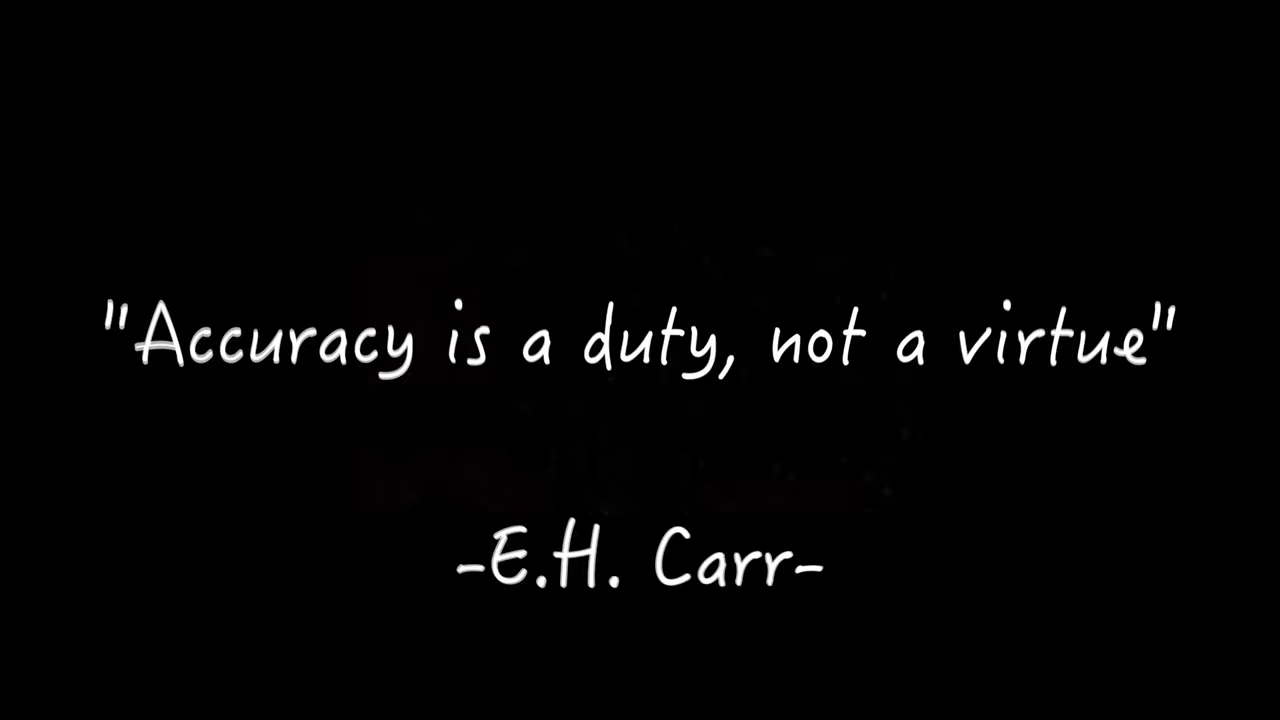 "Accuracy is a duty, not a virtue"
-E.H. Carr-